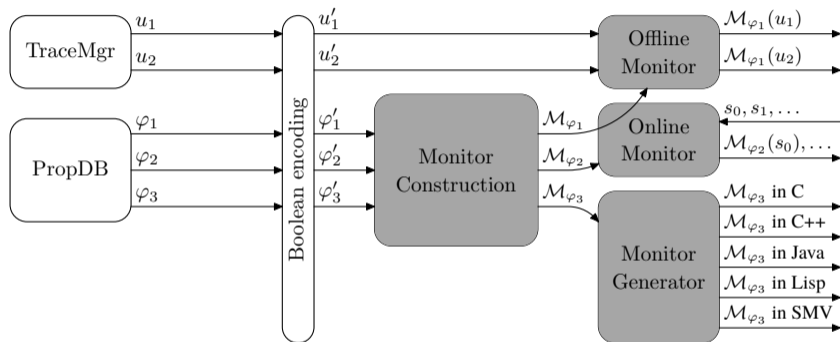 TraceMgr
u₁
u₂
PropDB
φ₁
φ₂
φ₃
Boolean encoding
u′₁
u′₂
φ′₁
φ′₂
φ′₃
Monitor
Construction
ℳφ₁
ℳφ₂
ℳφ₃
Offline
Monitor
ℳφ₁(u₁)
ℳφ₁(u₂)
Online
Monitor
s₀, s₁, . . .
ℳφ₂(s₀), . . .
Monitor
Generator
ℳφ₃ in C
ℳφ₃ in C++
ℳφ₃ in Java
ℳφ₃ in Lisp
ℳφ₃ in SMV